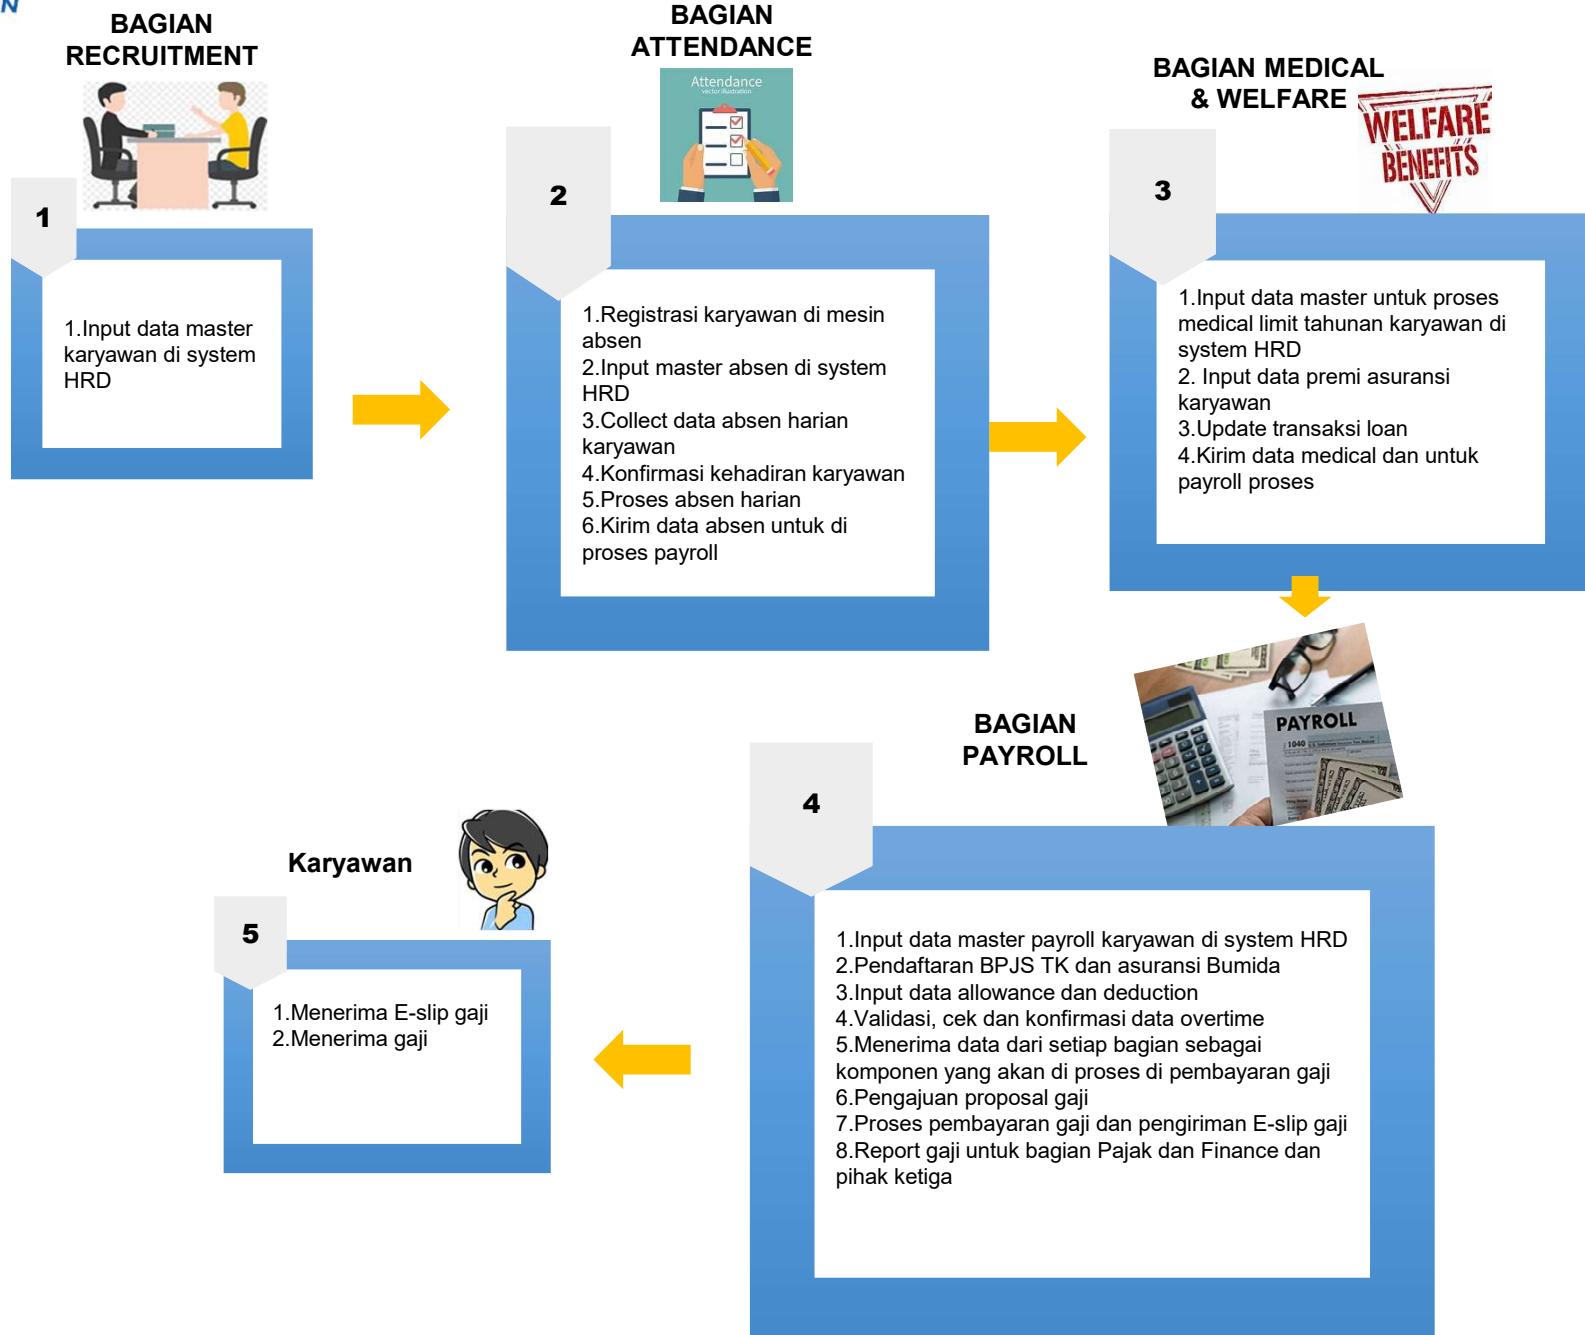 N
BAGIAN
RECRUITMENT
1
1.Input data master
karyawan di system
HRD
BAGIAN
ATTENDANCE
Attendance
vector illustration
2
1.Registrasi karyawan di mesin
absen
2.Input master absen di system
HRD
3.Collect data absen harian
karyawan
4.Konfirmasi kehadiran karyawan
5.Proses absen harian
6.Kirim data absen untuk di
proses payroll
BAGIAN MEDICAL
& WELFARE
WELFARE
BENEFITS
3
1.Input data master untuk proses
medical limit tahunan karyawan di
system HRD
2. Input data premi asuransi
karyawan
3.Update transaksi loan
4.Kirim data medical dan untuk
payroll proses
BAGIAN
PAYROLL
PAYROLL
1040
4
1.Input data master payroll karyawan di system HRD
2.Pendaftaran BPJS TK dan asuransi Bumida
3.Input data allowance dan deduction
4.Validasi, cek dan konfirmasi data overtime
5.Menerima data dari setiap bagian sebagai
komponen yang akan di proses di pembayaran gaji
6.Pengajuan proposal gaji
7.Proses pembayaran gaji dan pengiriman E-slip gaji
8.Report gaji untuk bagian Pajak dan Finance dan
pihak ketiga
Karyawan
5
1.Menerima E-slip gaji
2.Menerima gaji